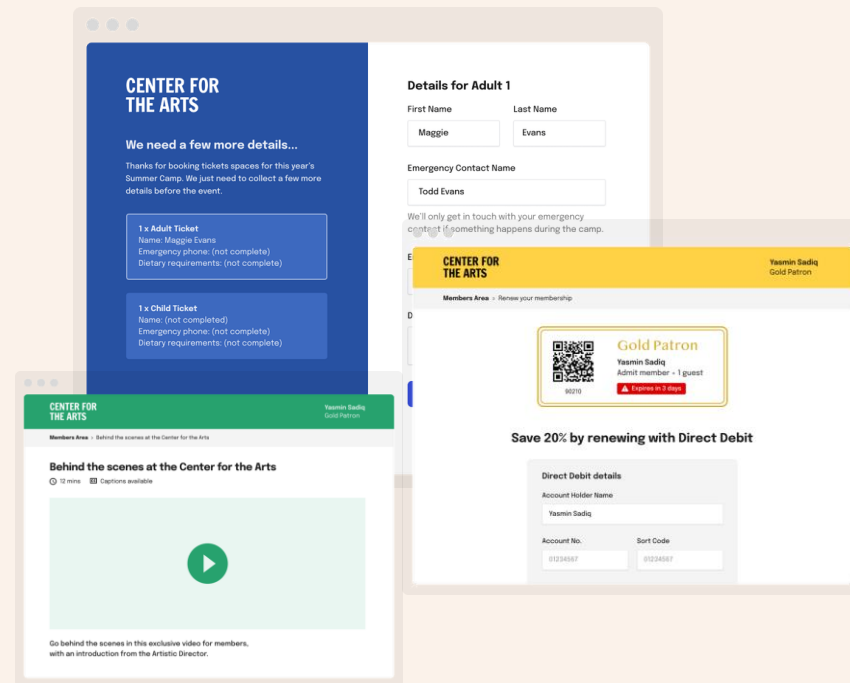 CENTER FOR
THE ARTS
We need a few more details...
Thanks for booking tickets spaces for this year's
Summer Camp. We just need to collect a few more
details before the event.
1 x Adult Ticket
Name: Maggie Evans
Emergency phone: (not complete)
Dietary requirements: (not complete)
1 x Child Ticket
Name: (not completed)
Emergency phone: (not complete)
Dietary requirements: (not complete)
Details for Adult 1
First Name Last Name
Maggie Evans
Emergency Contact Name
Todd Evans
We'll only get in touch with your emergency
contact if something happens during the camp.
CENTER FOR
THE ARTS
Yasmin Sadiq
Gold Patron
Members Area > Renew your membership
Gold Patron
Yasmin Sadiq
Admit member + 1 guest
Expires in 3 days
90210
Save 20% by renewing with Direct Debit
Direct Debit details
Account Holder Name
Yasmin Sadiq
Account No. Sort Code
01234567 01234567
CENTER FOR
THE ARTS
Yasmin Sadiq
Gold Patron
Members Area > Behind the scenes at the Center for the Arts
Behind the scenes at the Center for the Arts
12 mins Captions available
Go behind the scenes in this exclusive video for members,
with an introduction from the Artistic Director.